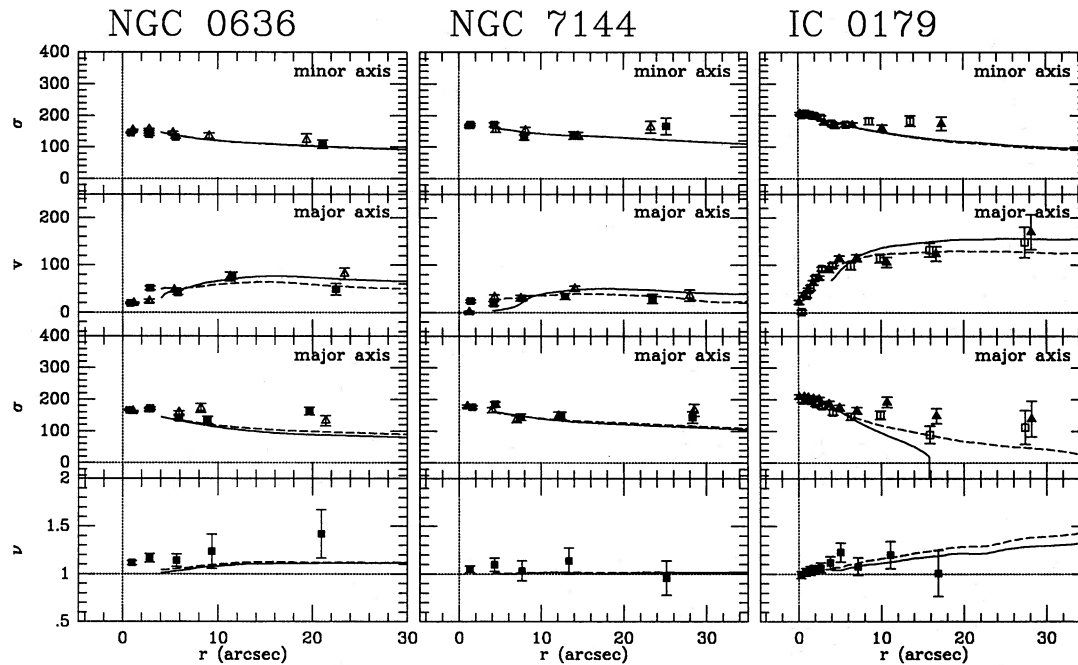 NGC 0636 NGC 7144 IC 0179
400 minor axis minor axis minor axis
300
σ 200
100
0
major axis major axis major axis
200
v 100
0
400 major axis major axis major axis
300
σ 200
100
0
2
1.5
ν
1
.5
0 10 20 30 0 10 20 30 0 10 20 30
r (arcsec) r (arcsec) r (arcsec)